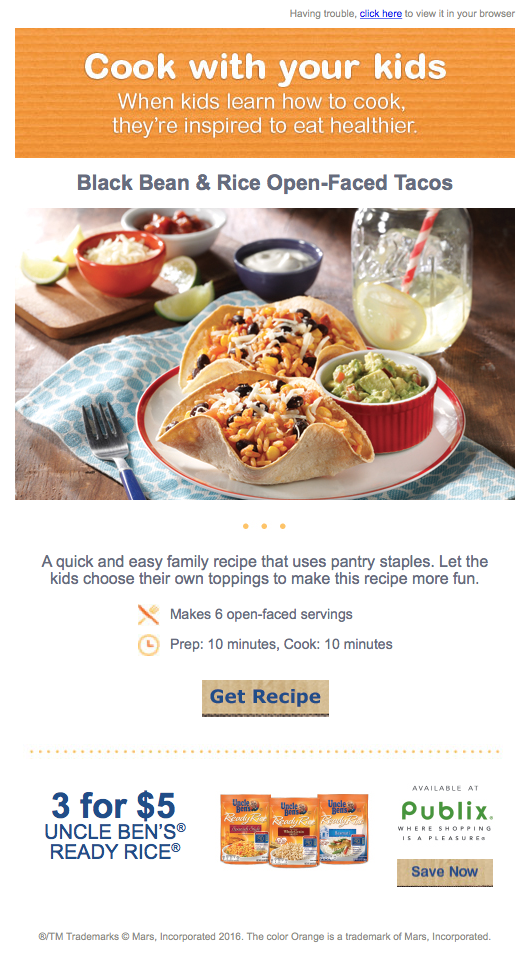 Having trouble, click here to view it in your browser
Cook with your kids
When kids learn how to cook,
they're inspired to eat healthier.
Black Bean & Rice Open-Faced Tacos
A quick and easy family recipe that uses pantry staples. Let the
kids choose their own toppings to make this recipe more fun.
Makes 6 open-faced servings
Prep: 10 minutes, Cook: 10 minutes
Get Recipe
3 for $5
UNCLE BEN'S®
READY RICE®
Uncle Ben's
Ready Rice
Uncle Ben's
Ready Rice
Uncle Ben's
Ready Rice
AVAILABLE AT
Publix.
WHERE SHOPPING
IS A PLEASURE®
Save Now
®/TM Trademarks © Mars, Incorporated 2016. The color Orange is a trademark of Mars, Incorporated.